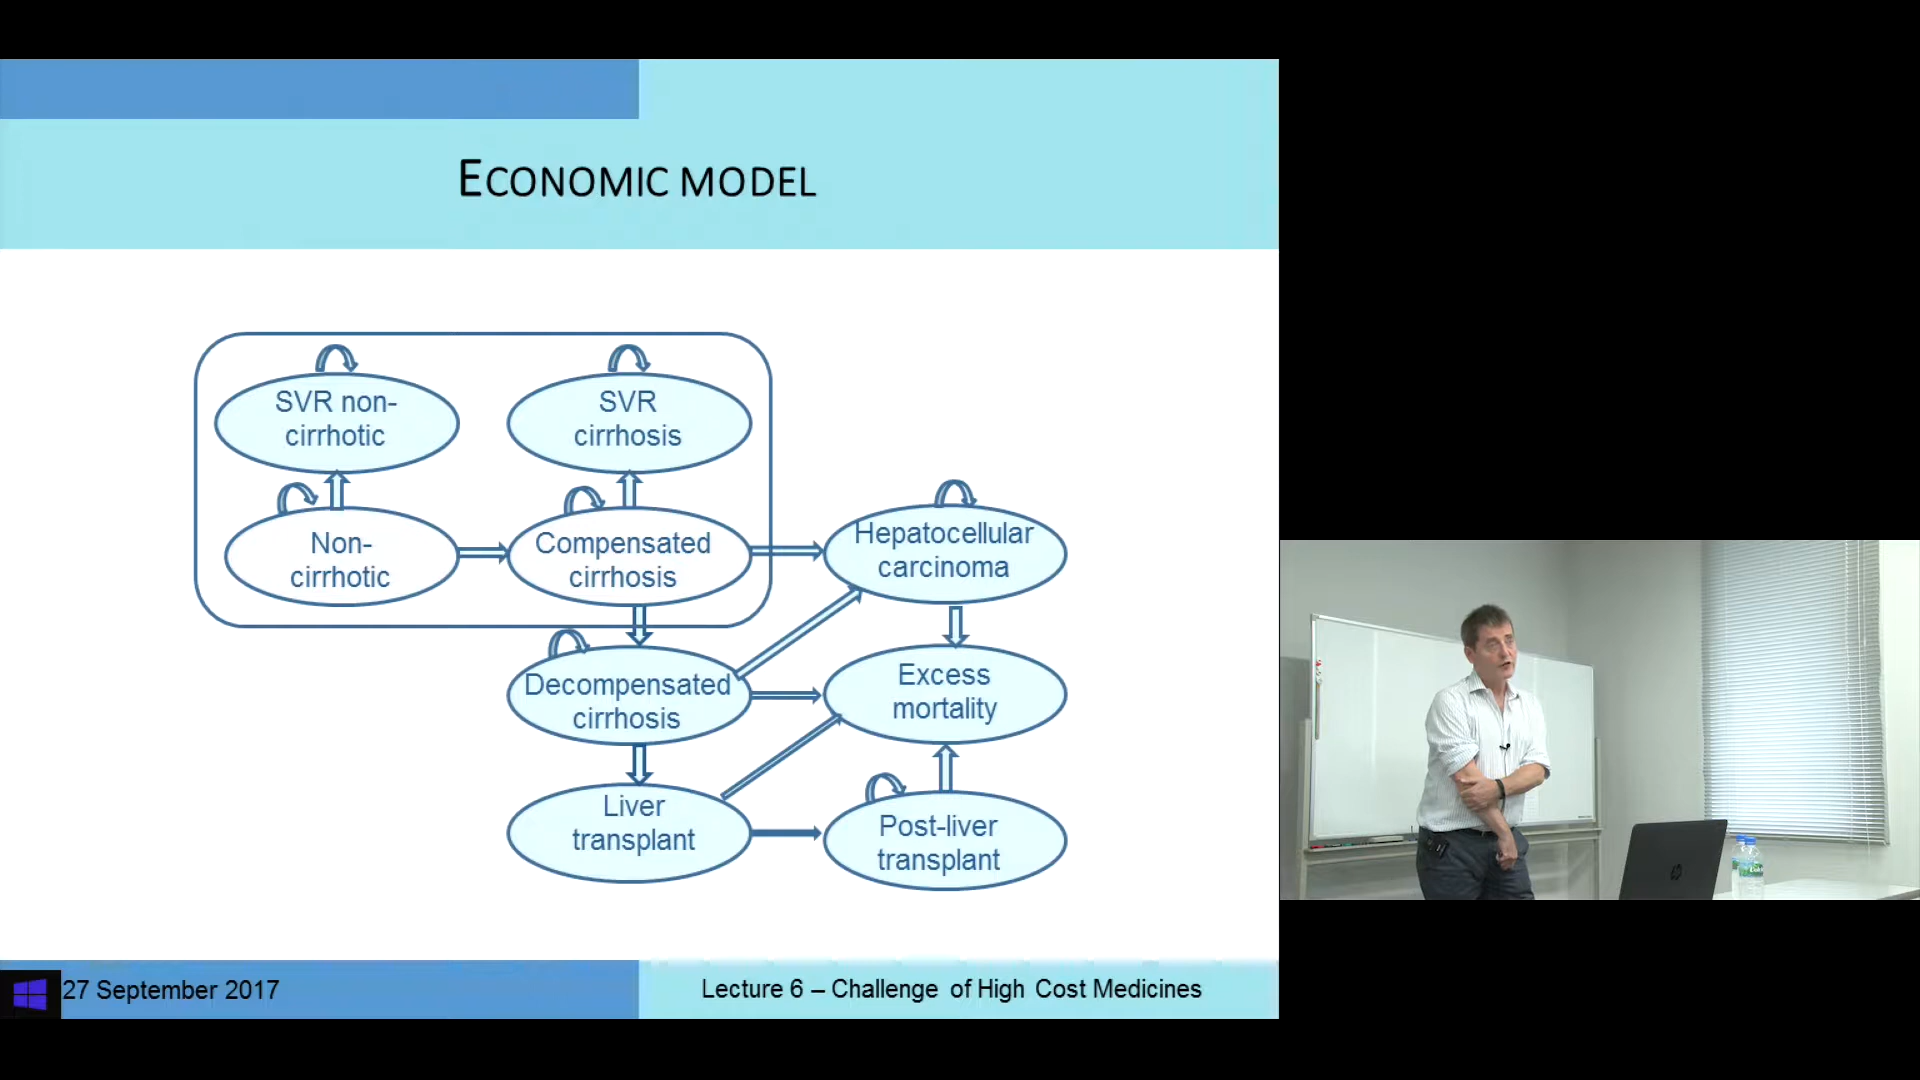 ECONOMIC MODEL
SVR non-
cirrhotic
SVR
cirrhosis
Non-
cirrhotic
Compensated
cirrhosis
Hepatocellular
carcinoma
Decompensated
cirrhosis
Excess
mortality
Liver
transplant
Post-liver
transplant
27 September 2017
Lecture 6 – Challenge of High Cost Medicines
hp